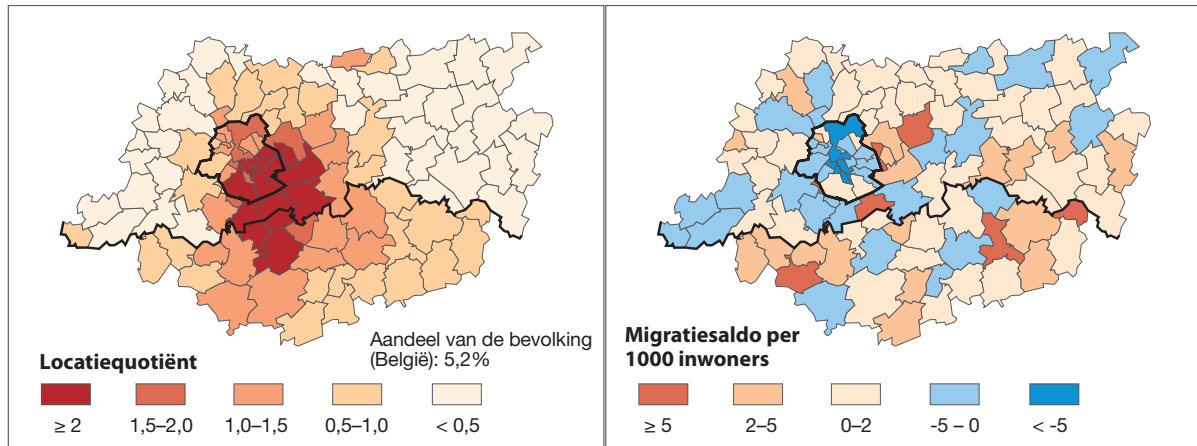 Locatiequotiënt
Aandeel van de bevolking
(België): 5,2%
≥ 2
1,5–2,0
1,0–1,5
0,5–1,0
< 0,5
Migratiesaldo per
1000 inwoners
≥ 5
2–5
0–2
-5 – 0
< -5